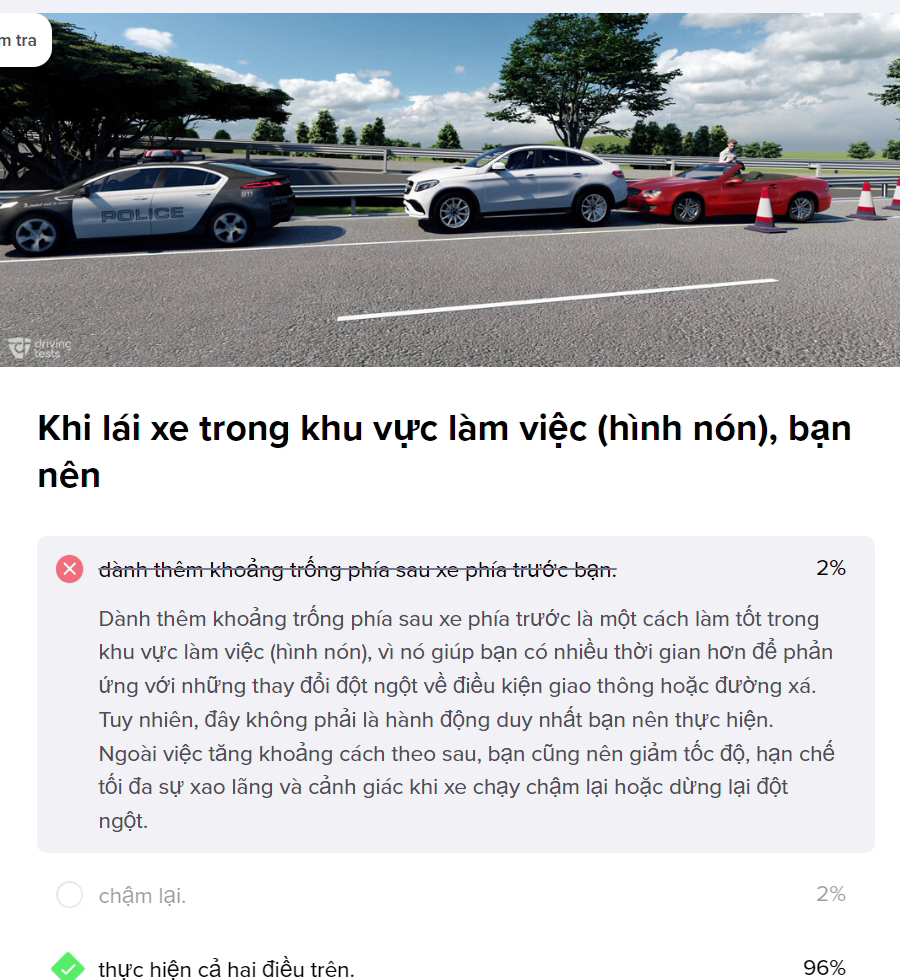 m tra
POLICE
911
driving
tests
Khi lái xe trong khu vực làm việc (hình nón), bạn
nên
dành thêm khoảng trống phía sau xe phía trước bạn.
2%
Dành thêm khoảng trống phía sau xe phía trước là một cách làm tốt trong
khu vực làm việc (hình nón), vì nó giúp bạn có nhiều thời gian hơn để phản
ứng với những thay đổi đột ngột về điều kiện giao thông hoặc đường xá.
Tuy nhiên, đây không phải là hành động duy nhất bạn nên thực hiện.
Ngoài việc tăng khoảng cách theo sau, bạn cũng nên giảm tốc độ, hạn chế
tối đa sự xao lãng và cảnh giác khi xe chạy chậm lại hoặc dừng lại đột
ngột.
chậm lại.
2%
thực hiện cả hai điều trên.
96%